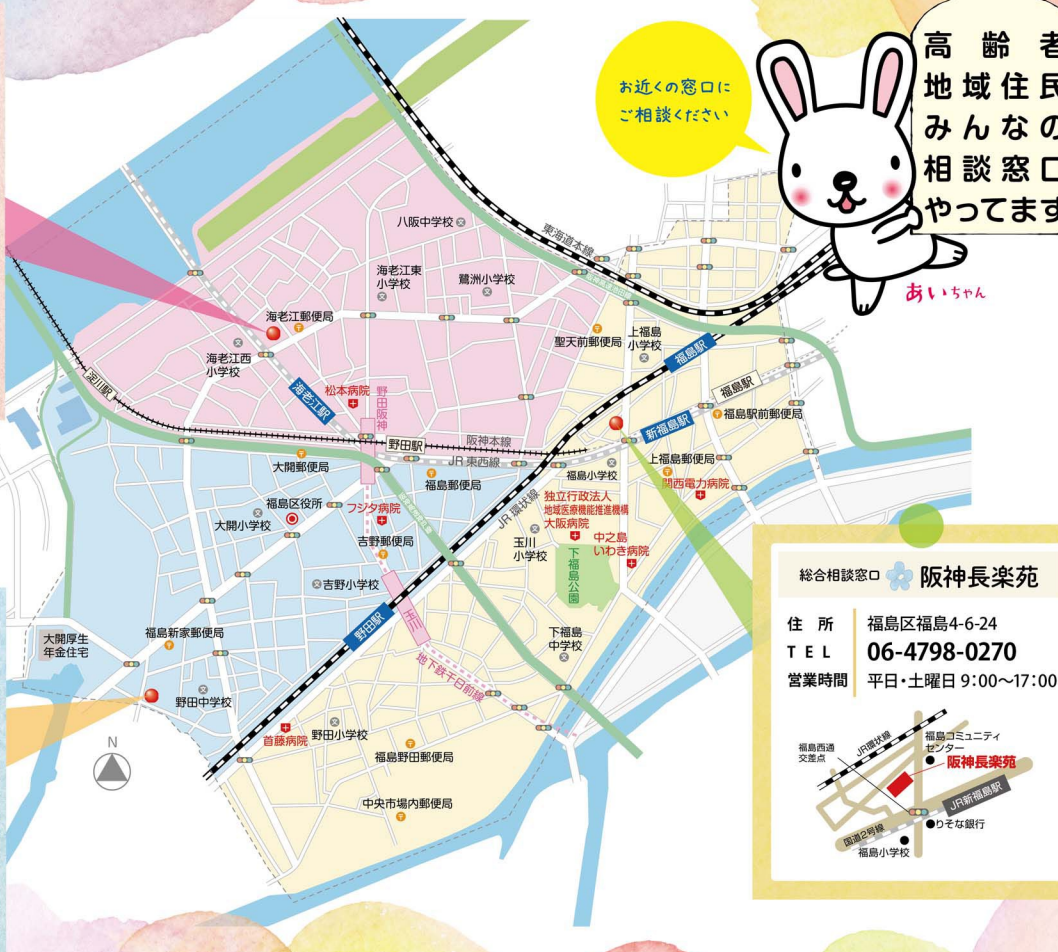 お近くの窓口に
ご相談ください
高齢者
地域住民
みんなの
相談窓口
やってます
あいちゃん
八阪中学校
東海道本線
海老江東
小学校
鷺洲小学校
海老江郵便局
海老江西
小学校
聖天前郵便局
上福島
小学校
福島駅
淀川駅
海老江駅
松本病院
野田阪神
福島駅
新福島駅
福島駅前郵便局
野田駅
阪神本線
JR東西線
大開郵便局
福島郵便局
福島小学校
上福島郵便局
関西電力病院
福島区役所
大開小学校
フジタ病院
JR環状線
独立行政法人
地域医療機能推進機構
大阪病院
玉川
小学校
中之島
いわき病院
吉野郵便局
吉野小学校
下福島公園
玉川
野田駅
大開厚生
年金住宅
福島新家郵便局
下福島
中学校
地下鉄千日前線
野田中学校
N
首藤病院
野田小学校
福島野田郵便局
中央市場内郵便局
総合相談窓口 阪神長楽苑
住所 福島区福島4-6-24
TEL 06-4798-0270
営業時間 平日・土曜日 9:00〜17:00
福島西通
交差点
JR環状線
福島コミュニティ
センター
阪神長楽苑
JR新福島駅
国道2号線
りそな銀行
福島小学校